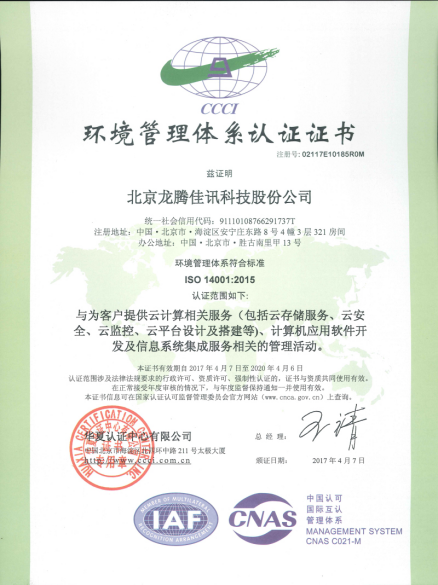 CCCI
环境管理体系认证证书
注册号: 02117E10185R0M
兹证明
北京龙腾佳讯科技股份公司
统一社会信用代码：91110108766291737T
注册地址：中国·北京市·海淀区安宁庄东路 8 号 4 幢 3 层 321 房间
办公地址：中国·北京市·胜古南里甲 13 号
环境管理体系符合标准
ISO 14001:2015
认证范围如下:
与为客户提供云计算相关服务（包括云存储服务、云安
全、云监控、云平台设计及搭建等)、计算机应用软件开
发及信息系统集成服务相关的管理活动。
本证书有效期自 2017 年 4 月 7 日至 2020 年 4 月 6 日
认证范围涉及法律法规要求的行政许可、资质许可、强制性认证的，证书与资质共同使用有效。
在正常接受年度审核的情况下，与年度监督保持通知一并使用有效。
本证书信息可在国家认证认可监督管理委员会官方网站（www.cnca.gov.cn）上查询。
HUAXIA CERTIFICATION CENTER INC.
华夏认证中心有限公司
中国北京市海淀区北四环中路 211 号太极大厦
http://www.ccci.com.cn
总 经 理:
颁证日期: 2017 年 4 月 7 日
MEMBER OF MULTILATERAL
RECOGNITION ARRANGEMENT
IAF
CNAS
中国认可
国际互认
管理体系
MANAGEMENT SYSTEM
CNAS C021-M